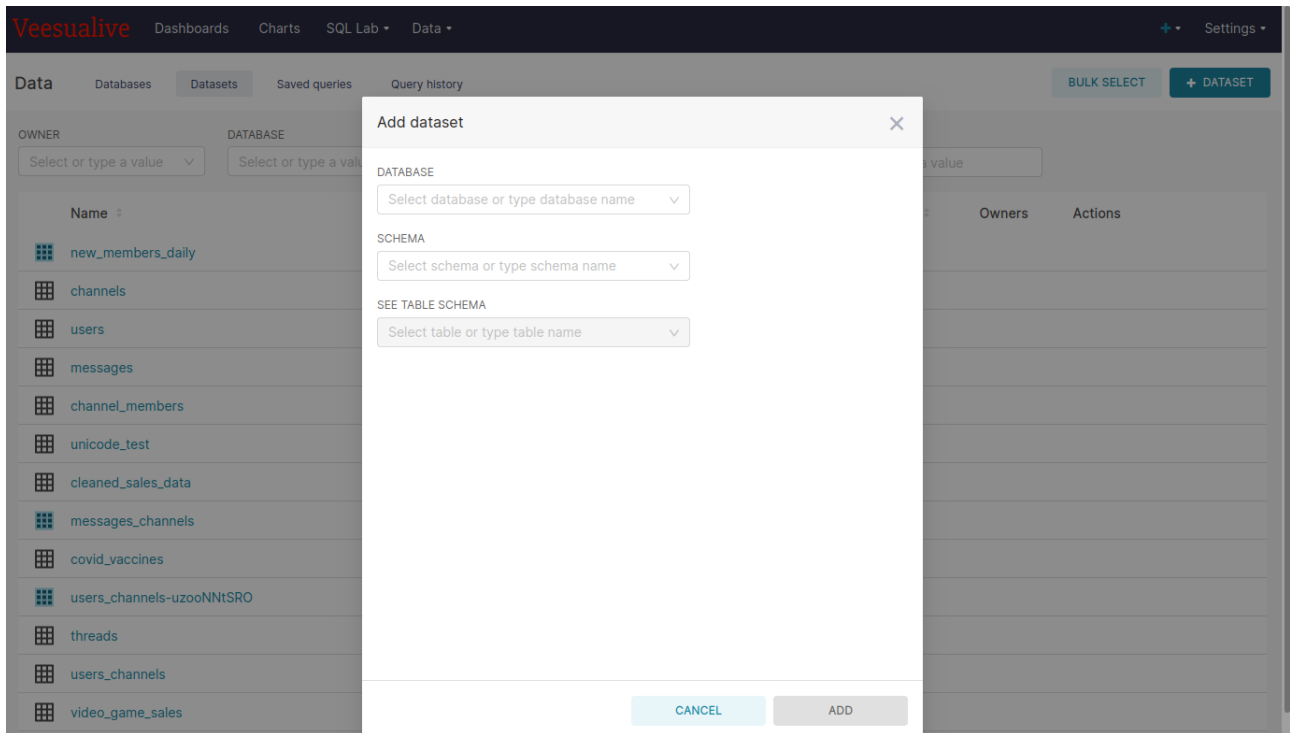 Veesualive Dashboards Charts SQL Lab Data Settings
Data Databases Datasets Saved queries Query history BULK SELECT + DATASET
Add dataset
OWNER DATABASE
Select or type a value Select or type a valu a value
DATABASE
Select database or type database name
Name Owners Actions
SCHEMA
Select schema or type schema name
SEE TABLE SCHEMA
Select table or type table name
new_members_daily
channels
users
messages
channel_members
unicode_test
cleaned_sales_data
messages_channels
covid_vaccines
users_channels-uzooNNtSRO
threads
users_channels
video_game_sales
CANCEL ADD